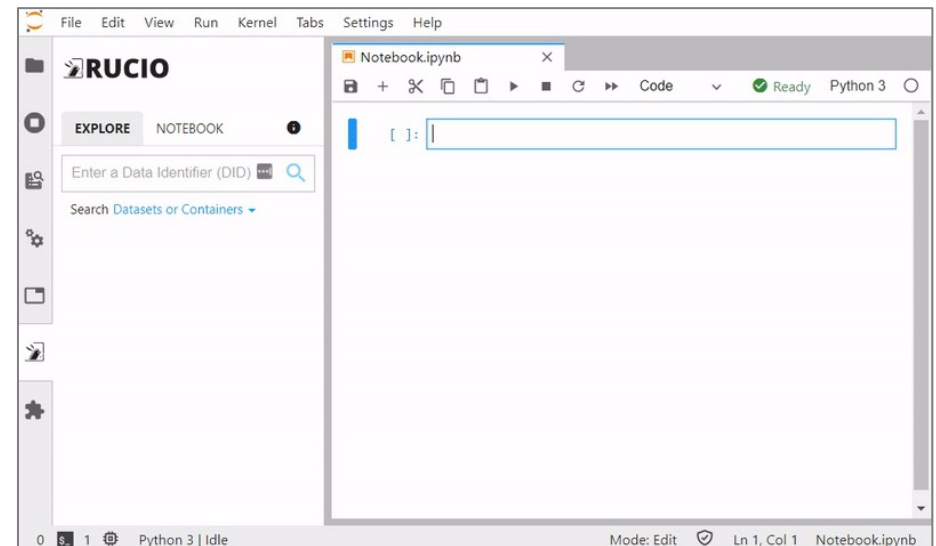 File Edit View Run Kernel Tabs Settings Help
RUCIO
EXPLORE NOTEBOOK
Enter a Data Identifier (DID)
Search Datasets or Containers
Notebook.ipynb
Code Ready Python 3
[ ]:
0 $_ 1 Python 3 | Idle Mode: Edit Ln 1, Col 1 Notebook.ipynb